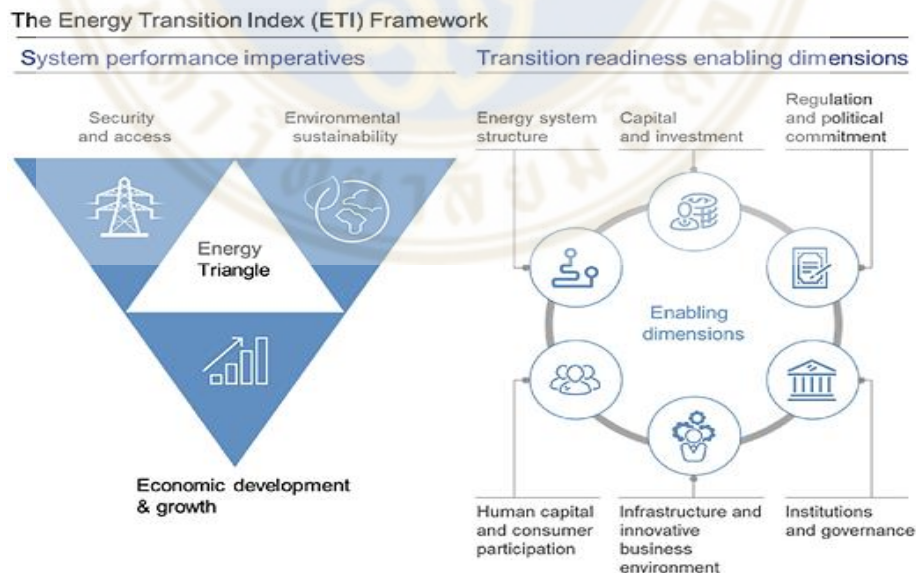 The Energy Transition Index (ETI) Framework
System performance imperatives
Transition readiness enabling dimensions
Security
and access
Environmental
sustainability
Energy
Triangle
Economic development
& growth
Energy system
structure
Capital
and investment
Regulation
and political
commitment
Enabling
dimensions
Human capital
and consumer
participation
Infrastructure and
innovative
business
environment
Institutions
and governance